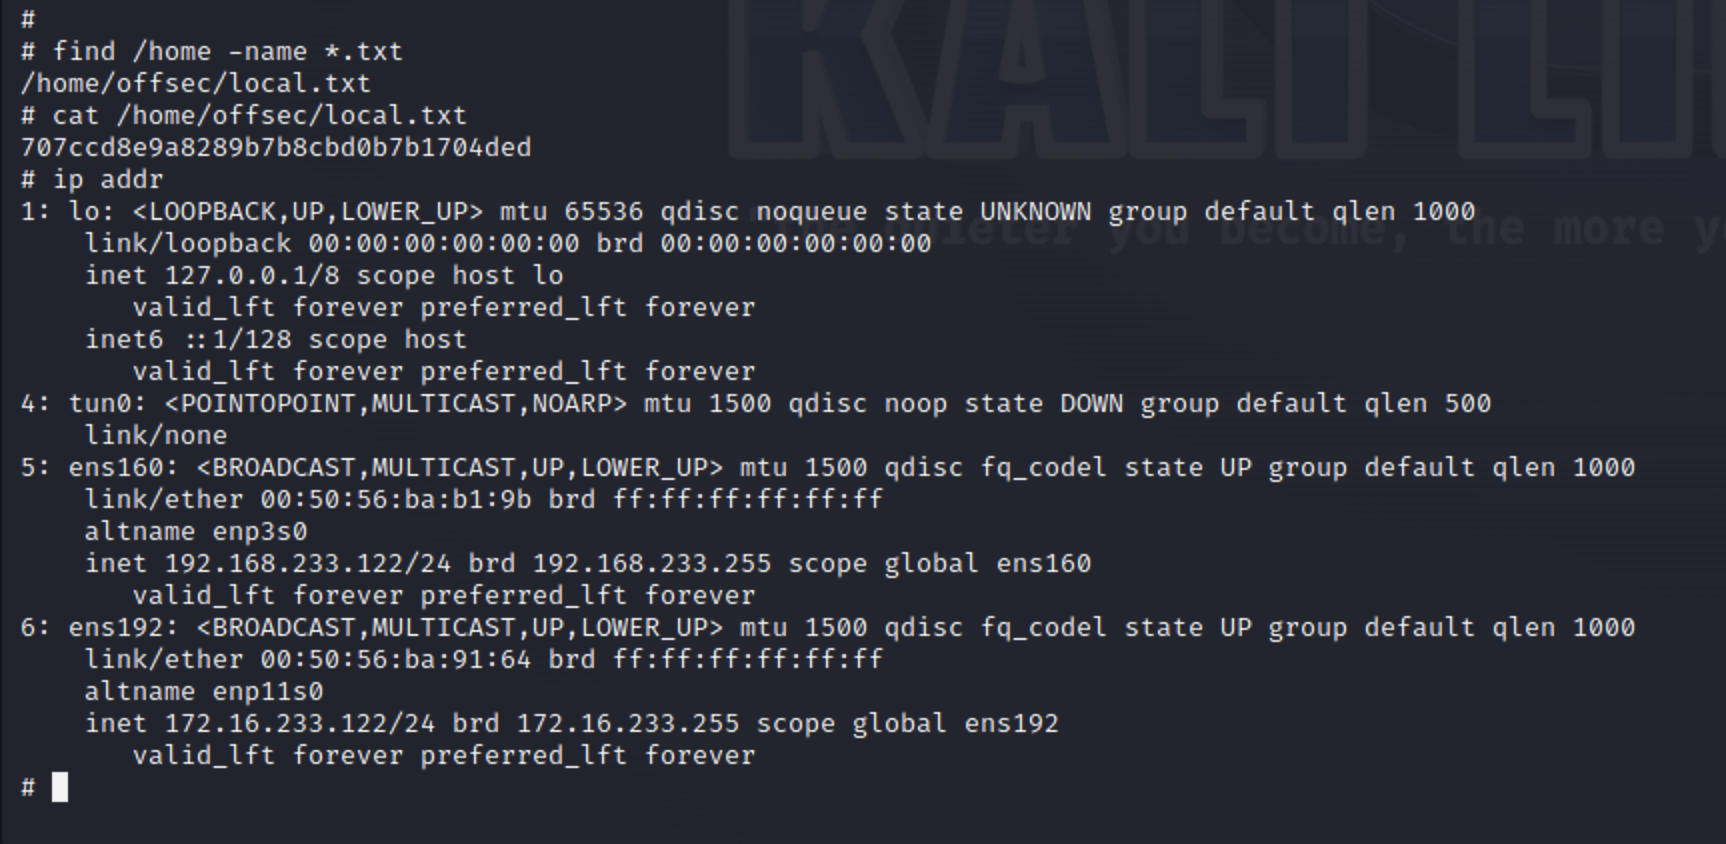 KALI LI
the quieter you become, the more y
#
# find /home -name *.txt
/home/offsec/local.txt
# cat /home/offsec/local.txt
707ccd8e9a8289b7b8cbd0b7b1704ded
# ip addr
1: lo: <LOOPBACK,UP,LOWER_UP> mtu 65536 qdisc noqueue state UNKNOWN group default qlen 1000
    link/loopback 00:00:00:00:00:00 brd 00:00:00:00:00:00
    inet 127.0.0.1/8 scope host lo
       valid_lft forever preferred_lft forever
    inet6 ::1/128 scope host
       valid_lft forever preferred_lft forever
4: tun0: <POINTOPOINT,MULTICAST,NOARP> mtu 1500 qdisc noop state DOWN group default qlen 500
    link/none
5: ens160: <BROADCAST,MULTICAST,UP,LOWER_UP> mtu 1500 qdisc fq_codel state UP group default qlen 1000
    link/ether 00:50:56:ba:b1:9b brd ff:ff:ff:ff:ff:ff
    altname enp3s0
    inet 192.168.233.122/24 brd 192.168.233.255 scope global ens160
       valid_lft forever preferred_lft forever
6: ens192: <BROADCAST,MULTICAST,UP,LOWER_UP> mtu 1500 qdisc fq_codel state UP group default qlen 1000
    link/ether 00:50:56:ba:91:64 brd ff:ff:ff:ff:ff:ff
    altname enp11s0
    inet 172.16.233.122/24 brd 172.16.233.255 scope global ens192
       valid_lft forever preferred_lft forever
#